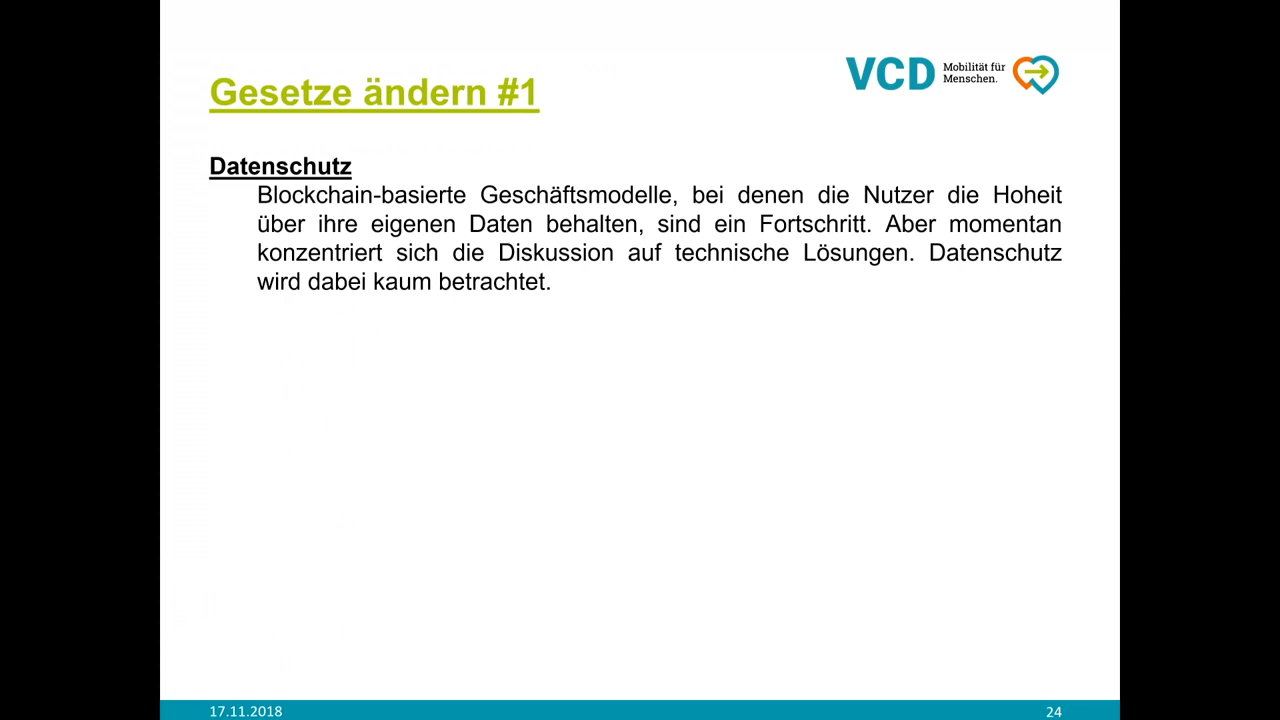 Gesetze ändern #1
VCD Mobilität für
Menschen.
Datenschutz
Blockchain-basierte Geschäftsmodelle, bei denen die Nutzer die Hoheit
über ihre eigenen Daten behalten, sind ein Fortschritt. Aber momentan
konzentriert sich die Diskussion auf technische Lösungen. Datenschutz
wird dabei kaum betrachtet.
17.11.2018
24